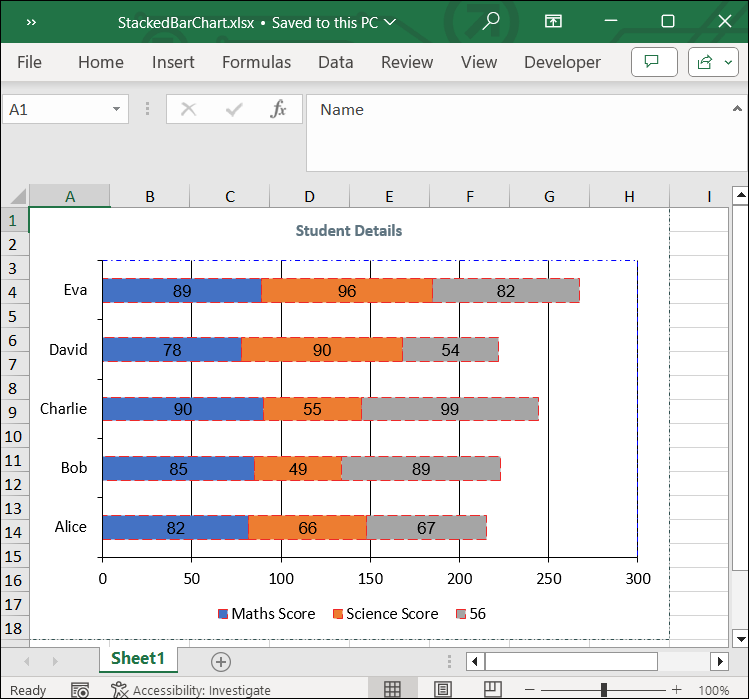 StackedBarChart.xlsx • Saved to this PC
File Home Insert Formulas Data Review View Developer
A1 fx Name
A B C D E F G H I
1
Student Details
2
3
Eva 89 96 82
4
5
6
David 78 90 54
7
8
Charlie 90 55 99
9
10
Bob 85 49 89
11
12
13
Alice 82 66 67
14
15
0 50 100 150 200 250 300
16
17
Maths Score Science Score 56
18
Sheet1
Ready Accessibility: Investigate 100%